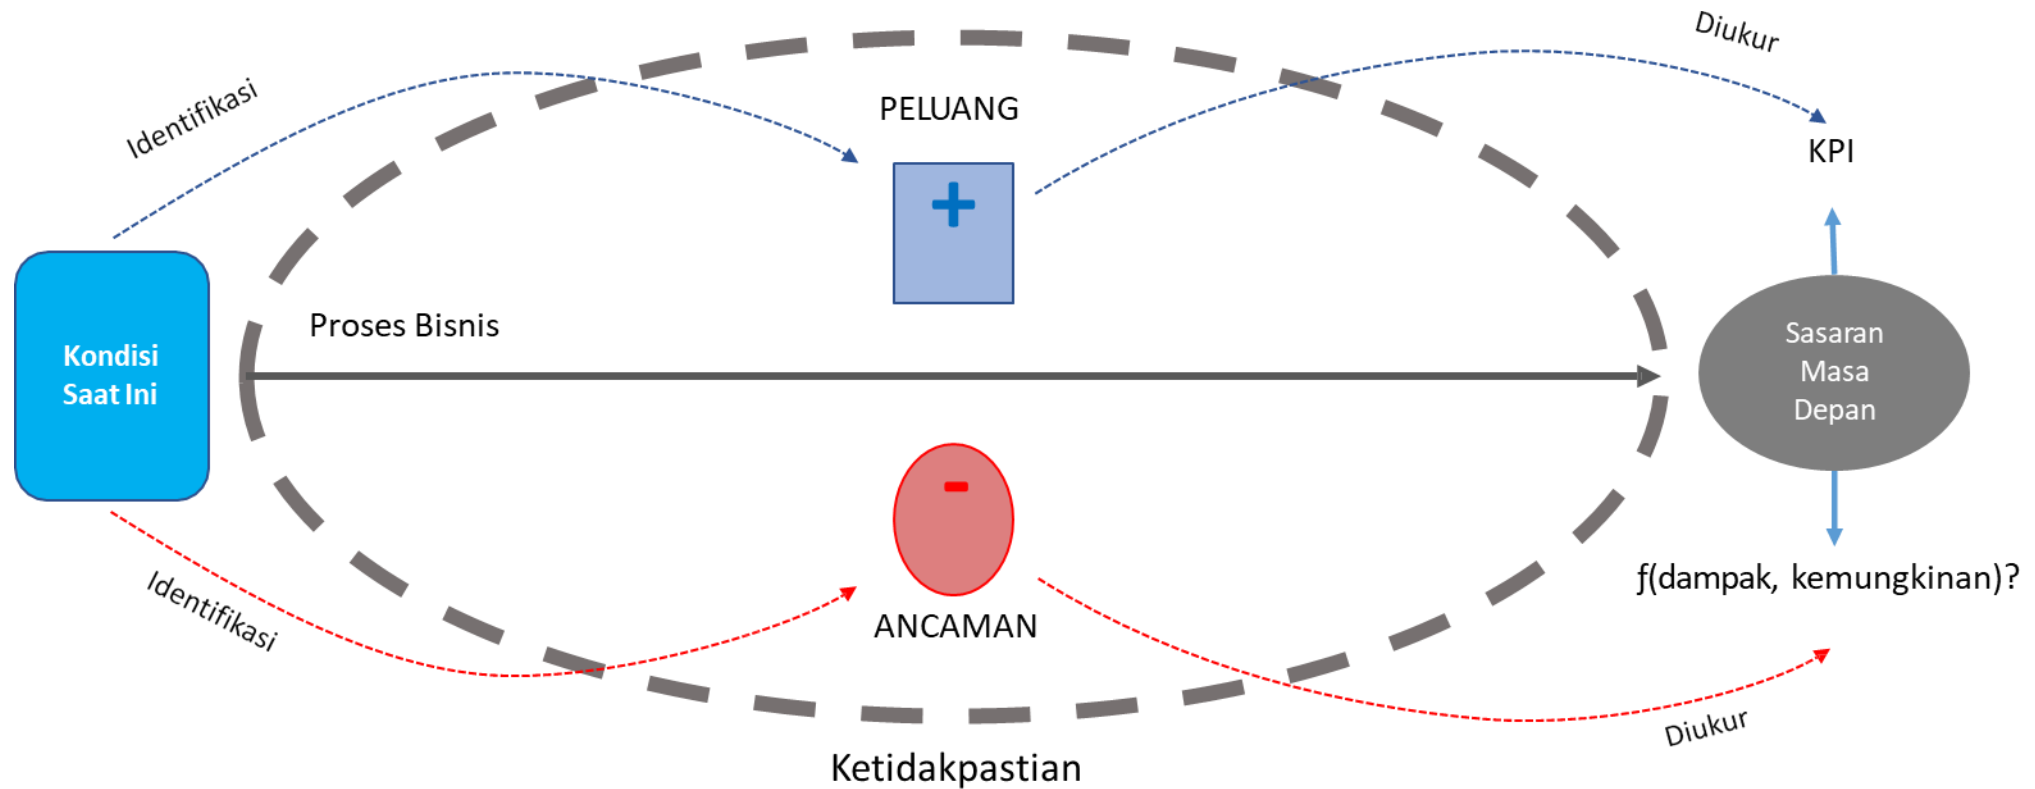 Diukur
Identifikasi
PELUANG
+
KPI
Proses Bisnis
Kondisi
Saat Ini
Sasaran
Masa
Depan
-
ƒ(dampak, kemungkinan)?
Identifikasi
ANCAMAN
Diukur
Ketidakpastian